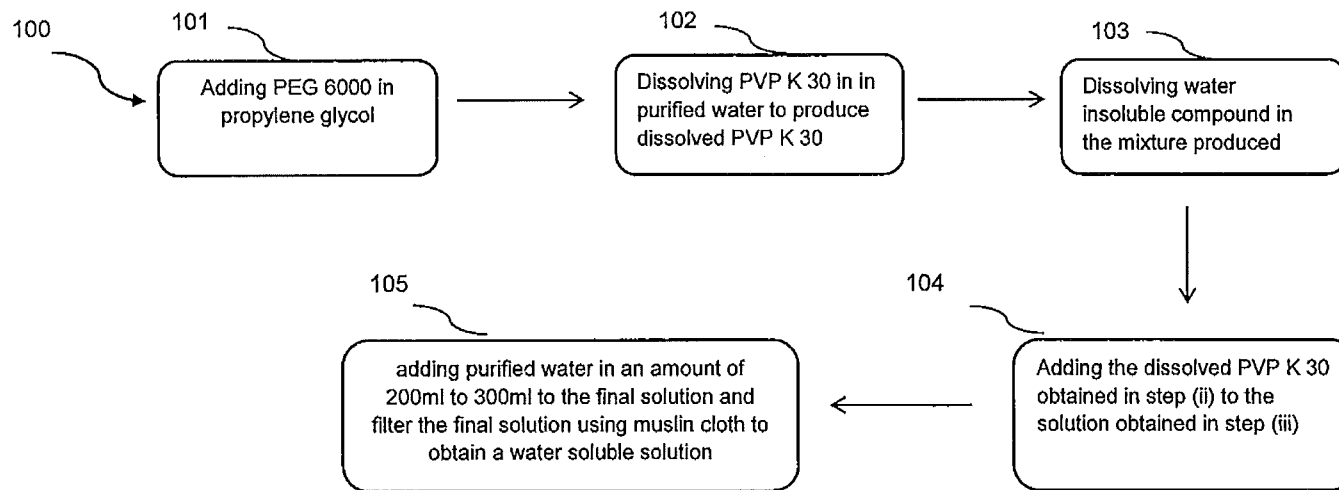 100
101
Adding PEG 6000 in
propylene glycol
102
Dissolving PVP K 30 in in
purified water to produce
dissolved PVP K 30
103
Dissolving water
insoluble compound in
the mixture produced
104
Adding the dissolved PVP K 30
obtained in step (ii) to the
solution obtained in step (iii)
105
adding purified water in an amount of
200ml to 300ml to the final solution and
filter the final solution using muslin cloth to
obtain a water soluble solution